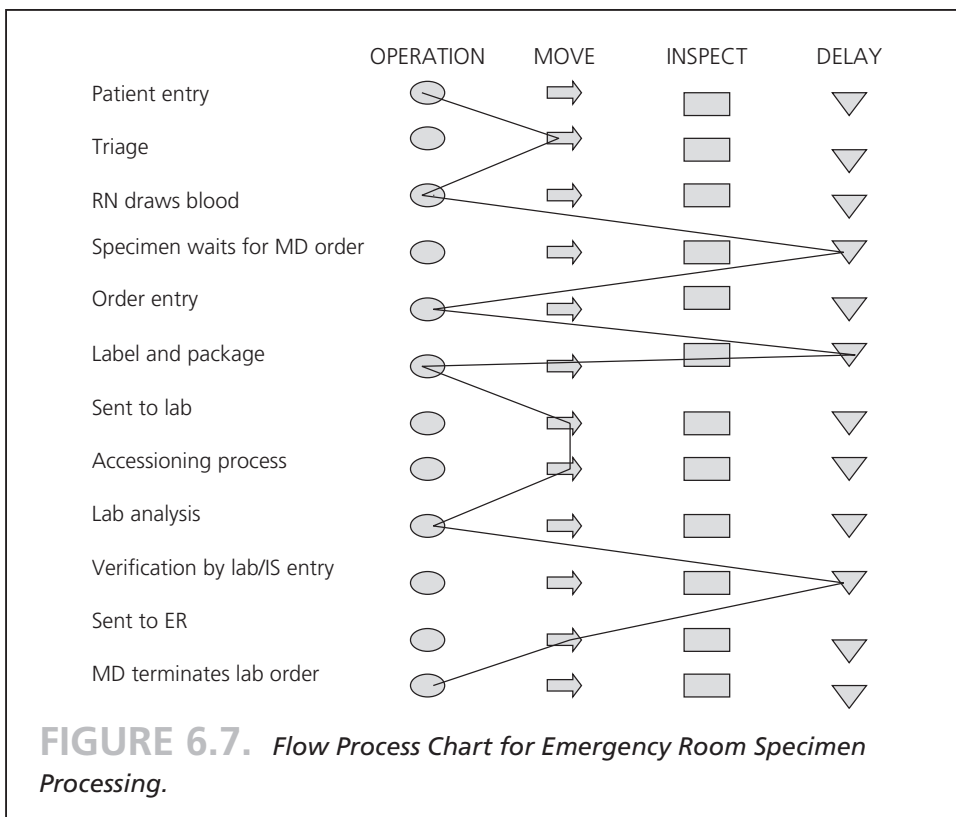 OPERATION MOVE INSPECT DELAY
Patient entry
Triage
RN draws blood
Specimen waits for MD order
Order entry
Label and package
Sent to lab
Accessioning process
Lab analysis
Verification by lab/IS entry
Sent to ER
MD terminates lab order
FIGURE 6.7. Flow Process Chart for Emergency Room Specimen
Processing.